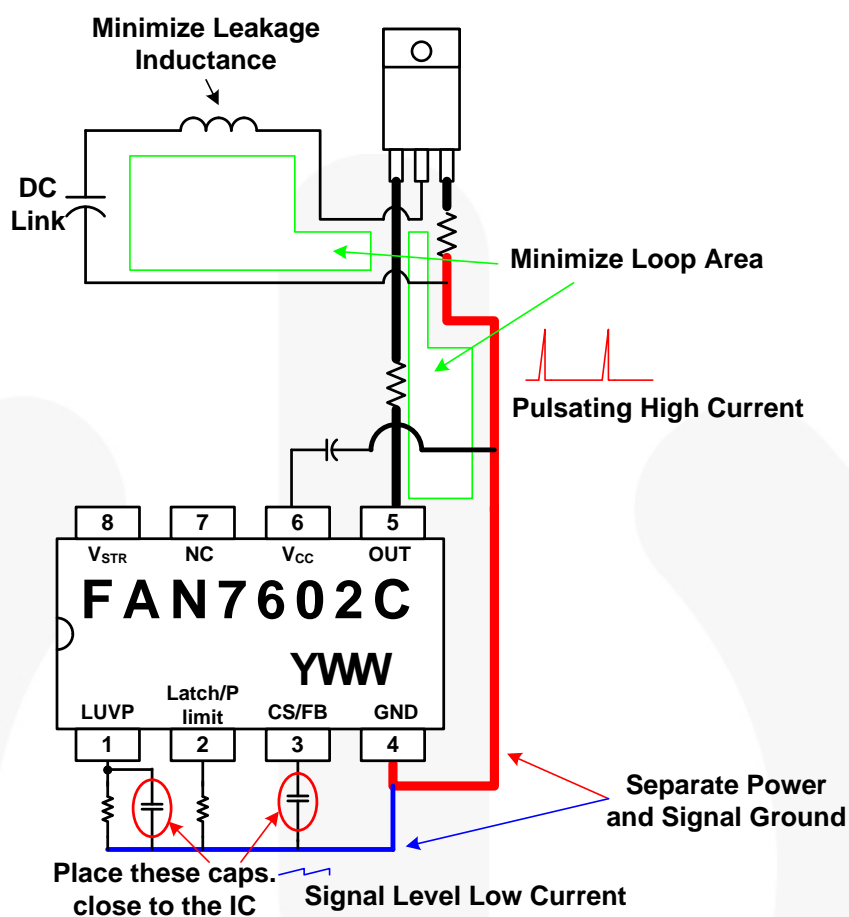 Minimize Leakage
Inductance
DC
Link
Minimize Loop Area
Pulsating High Current
8
7
6
5
VSTR
NC
VCC
OUT
FAN7602C
YWW
LUVP
Latch/P
limit
CS/FB
GND
1
2
3
4
Separate Power
and Signal Ground
Place these caps.
close to the IC
Signal Level Low Current